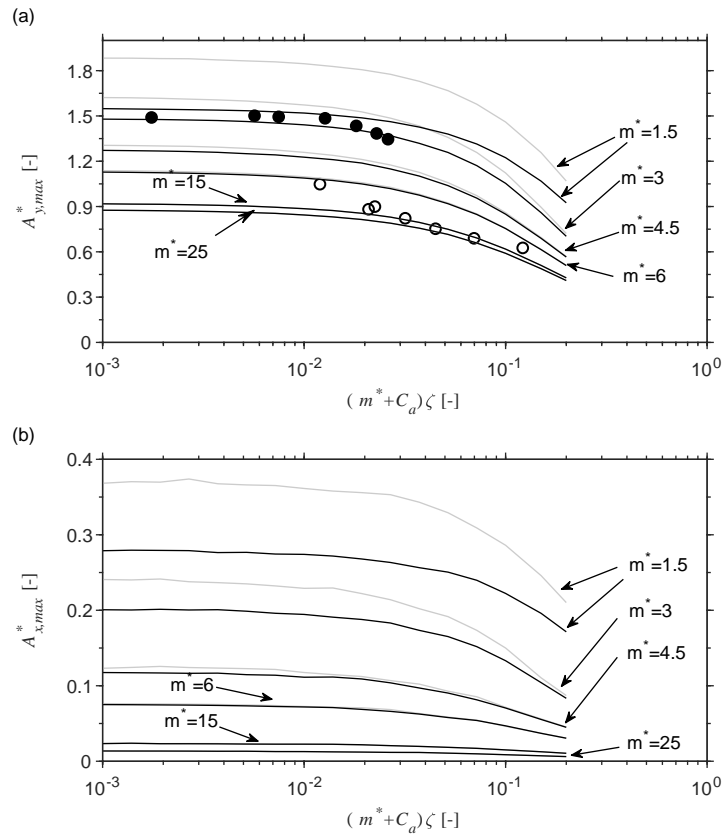 (a)
1.8
1.5
1.2
0.9
0.6
0.3
0
A*y,max [-]
m*=1.5
m*=3
m*=4.5
m*=6
m*=15
m*=25
10-3
10-2
10-1
100
(m*+Ca)ζ [-]
(b)
0.4
0.3
0.2
0.1
0
A*x,max [-]
m*=1.5
m*=3
m*=4.5
m*=6
m*=15
m*=25
10-3
10-2
10-1
100
(m*+Ca)ζ [-]